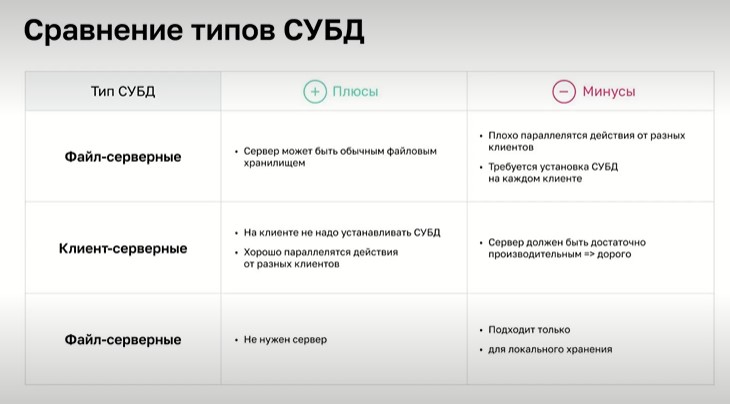 Сравнение типов СУБД
Тип СУБД
+ Плюсы
− Минусы
Файл-серверные
• Сервер может быть обычным файловым
хранилищем
• Плохо параллелятся действия от разных
клиентов
• Требуется установка СУБД
на каждом клиенте
Клиент-серверные
• На клиенте не надо устанавливать СУБД
• Хорошо параллелятся действия
от разных клиентов
• Сервер должен быть достаточно
производительным => дорого
Файл-серверные
• Не нужен сервер
• Подходит только
• для локального хранения